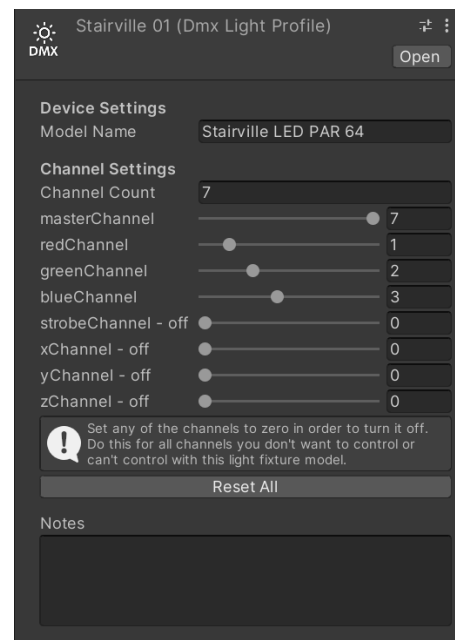 Stairville 01 (Dmx Light Profile)
DMX
Open
Device Settings
Model Name Stairville LED PAR 64
Channel Settings
Channel Count 7
masterChannel 7
redChannel 1
greenChannel 2
blueChannel 3
strobeChannel - off 0
xChannel - off 0
yChannel - off 0
zChannel - off 0
Set any of the channels to zero in order to turn it off.
Do this for all channels you don't want to control or
can't control with this light fixture model.
Reset All
Notes